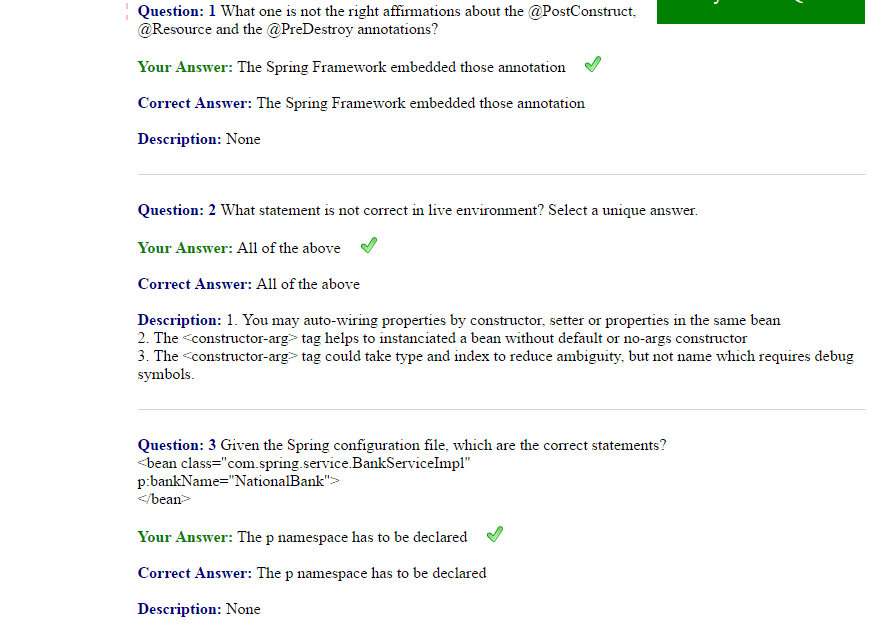 Question: 1 What one is not the right affirmations about the @PostConstruct,
@Resource and the @PreDestroy annotations?
Your Answer: The Spring Framework embedded those annotation
Correct Answer: The Spring Framework embedded those annotation
Description: None
Question: 2 What statement is not correct in live environment? Select a unique answer.
Your Answer: All of the above
Correct Answer: All of the above
Description: 1. You may auto-wiring properties by constructor, setter or properties in the same bean
2. The <constructor-arg> tag helps to instanciated a bean without default or no-args constructor
3. The <constructor-arg> tag could take type and index to reduce ambiguity, but not name which requires debug
symbols.
Question: 3 Given the Spring configuration file, which are the correct statements?
<bean class="com.spring.service.BankServiceImpl"
p:bankName="NationalBank">
</bean>
Your Answer: The p namespace has to be declared
Correct Answer: The p namespace has to be declared
Description: None